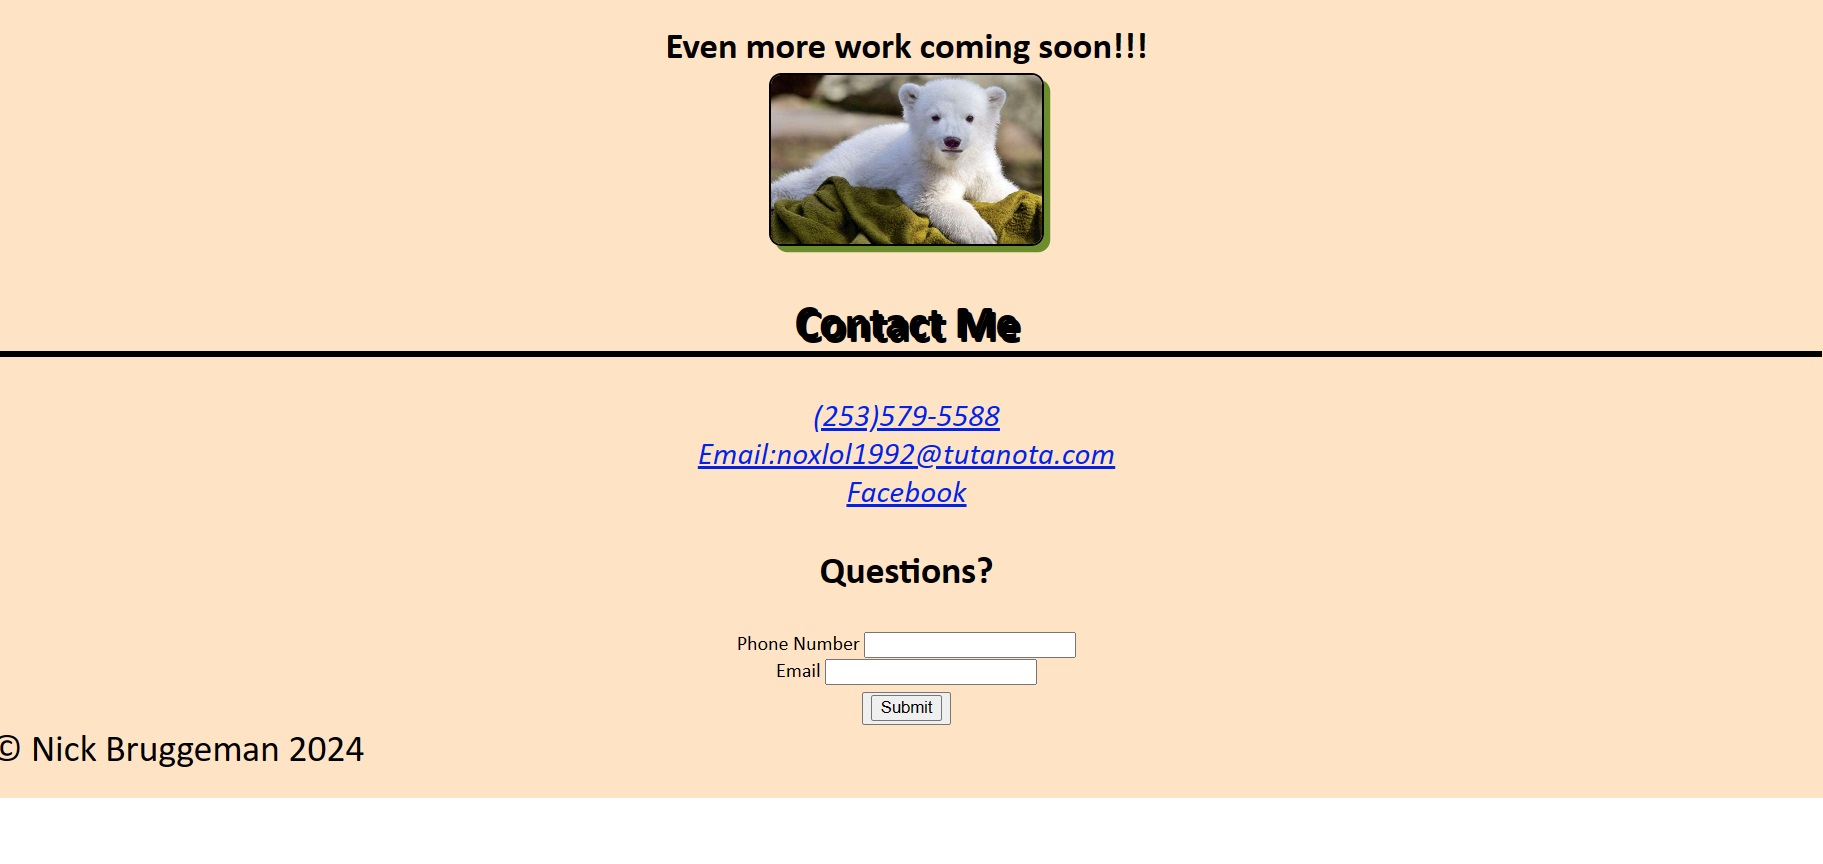 Even more work coming soon!!!
Contact Me
(253)579-5588
Email:noxlol1992@tutanota.com
Facebook
Questions?
Phone Number
Email
Submit
© Nick Bruggeman 2024